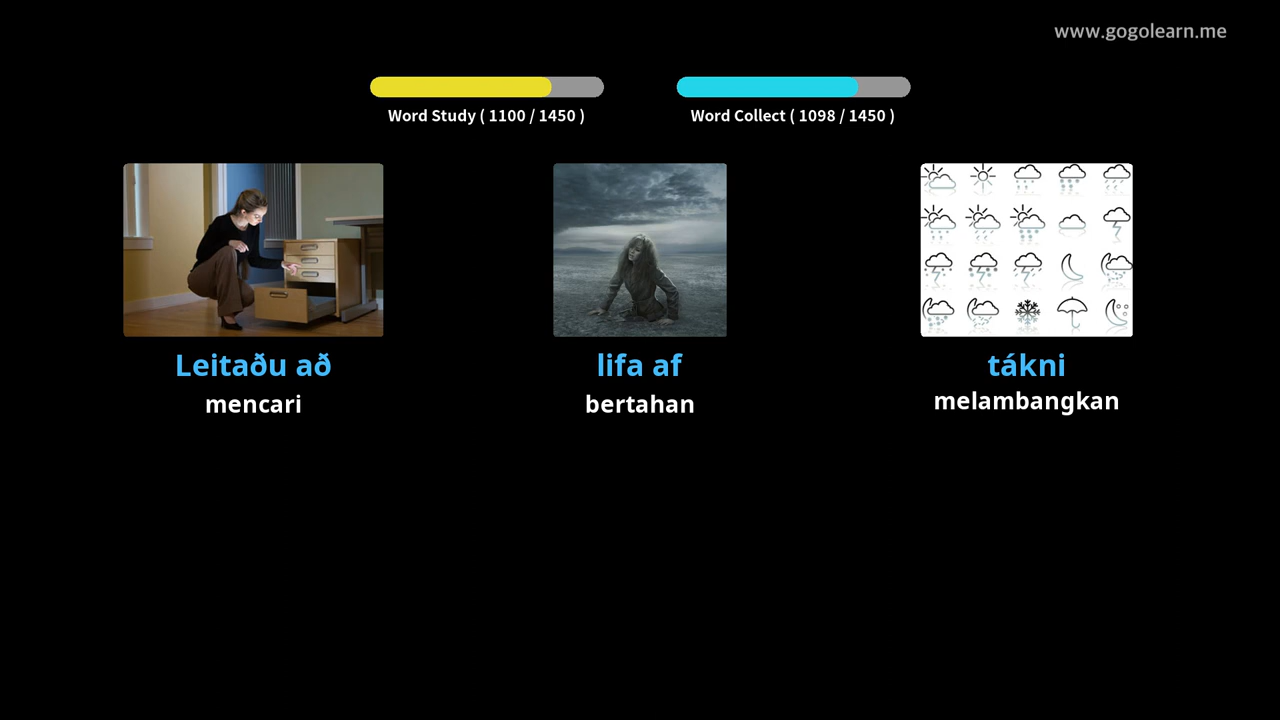 www.gogolearn.me
Word Study ( 1100 / 1450 )
Word Collect ( 1098 / 1450 )
Leitaðu að
mencari
lifa af
bertahan
tákni
melambangkan